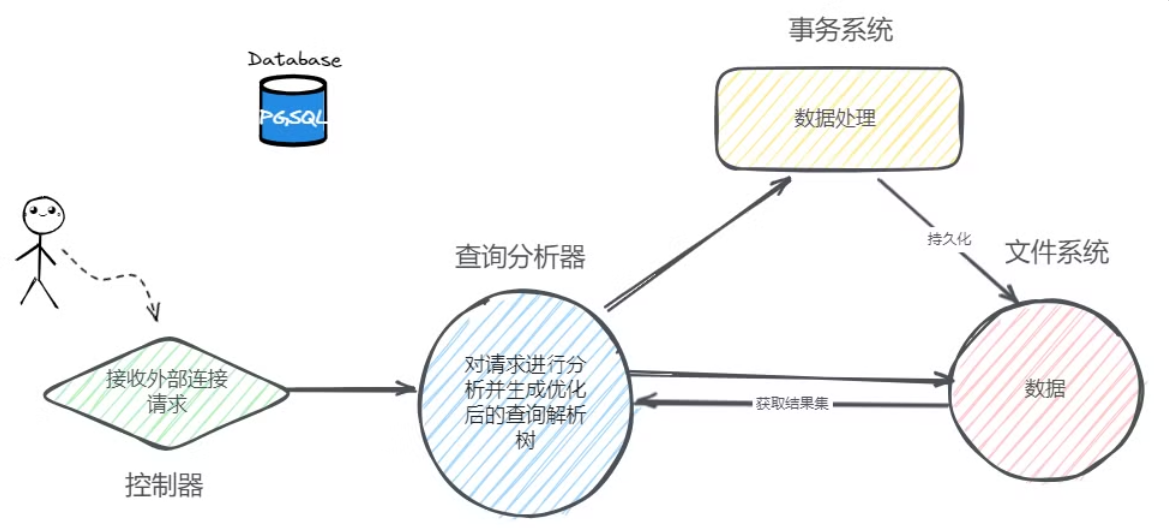 事务系统
Database
PGSQL
数据处理
持久化
文件系统
查询分析器
对请求进行分
析并生成优化
后的查询解析
树
接收外部连接
请求
数据
获取结果集
控制器